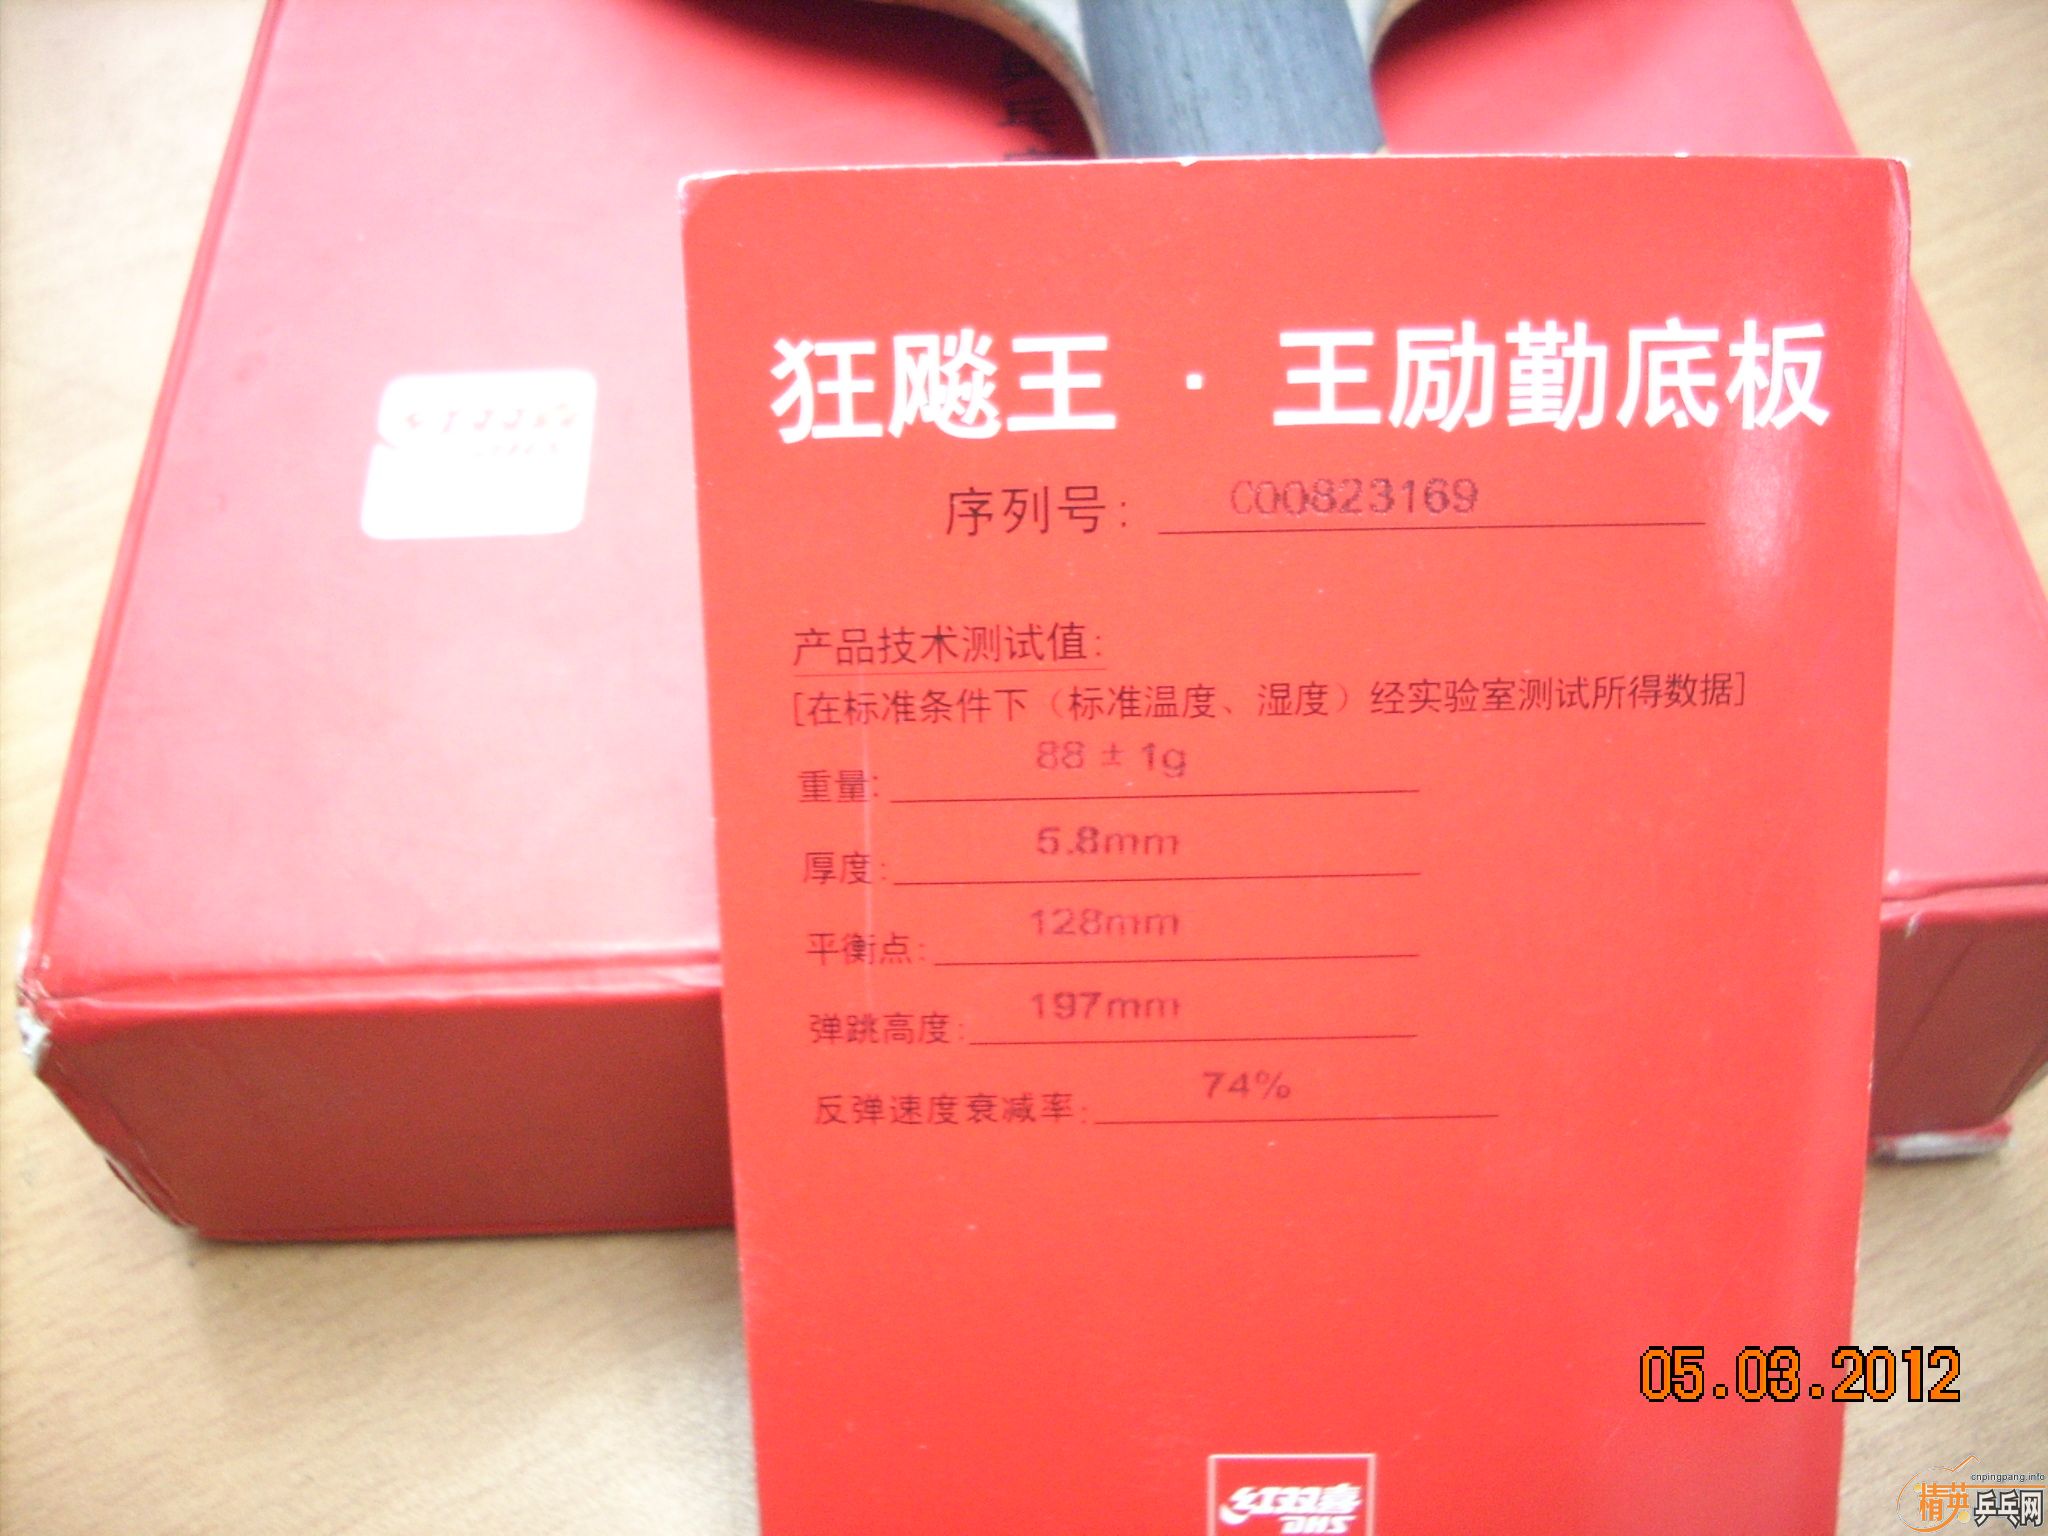 狂飚王·王励勤底板
序列号: C00823169
产品技术测试值:
[在标准条件下（标准温度、湿度）经实验室测试所得数据]
重量: 88 ± 1g
厚度: 5.8mm
平衡点: 128mm
弹跳高度: 197mm
反弹速度衰减率: 74%
红双喜
DHS
05.03.2012
cnpingpang.info
精英乒乓网